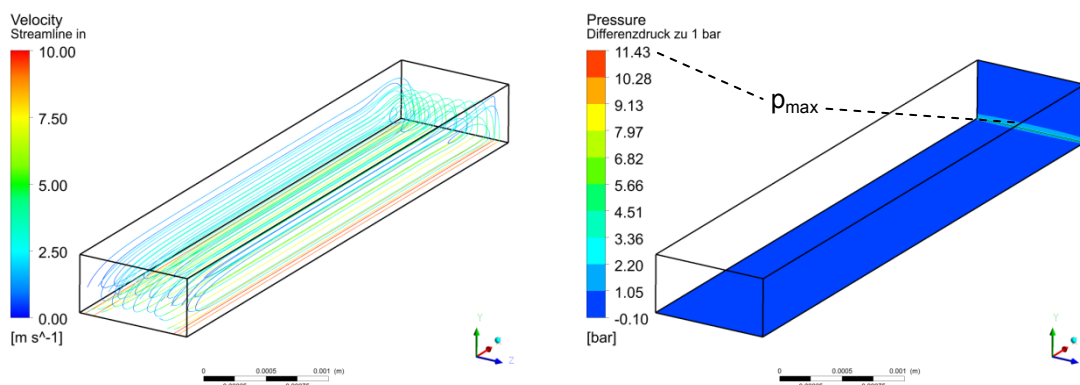 Velocity
Streamline in
10.00
7.50
5.00
2.50
0.00
[m s^-1]
0
0.0005
0.001
(m)
Y
Z
Pressure
Differenzdruck zu 1 bar
11.43
10.28
9.13
7.97
6.82
5.66
4.51
3.36
2.20
1.05
-0.10
[bar]
pmax
0
0.0005
0.001
(m)
Y
Z